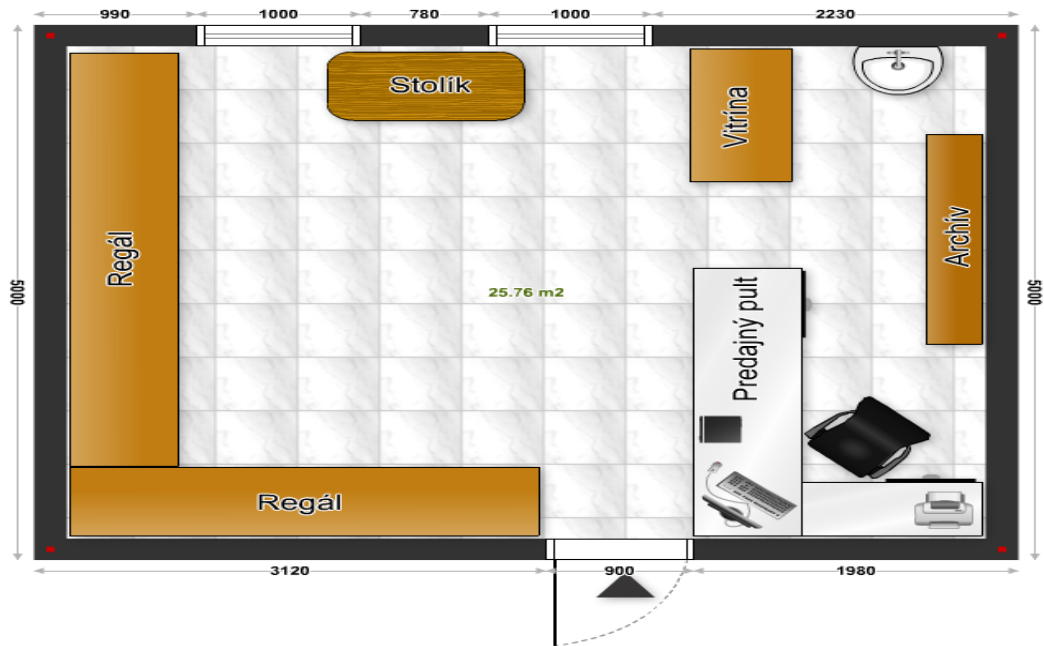 990
1000
780
1000
2230
Stolík
Vitrína
Regál
Archív
5000
25.76 m2
5000
Predajný pult
Regál
3120
900
1980